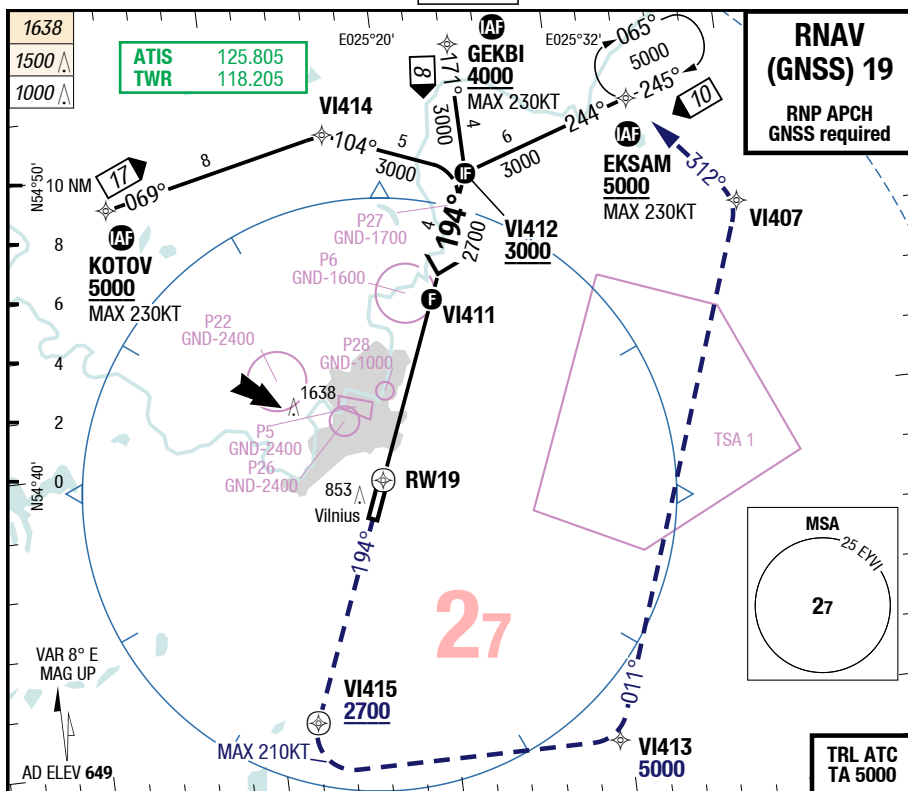 1638
1500
1000
ATIS 125.805
TWR 118.205
E025°20'
E025°32'
IAF
GEKBI
4000
MAX 230KT
171°
8
3000
4
065°
5000
245°
10
RNAV
(GNSS) 19
RNP APCH
GNSS required
VI414
104°
5
3000
6
3000
244°
IAF
EKSAM
5000
MAX 230KT
312°
VI407
N54°50'
10 NM
17
069°
8
IAF
KOTOV
5000
MAX 230KT
IF
VI412
3000
194°
4
2700
P27
GND-1700
P6
GND-1600
F
VI411
8
6
4
2
0
P22
GND-2400
P28
GND-1000
1638
P5
GND-2400
P26
GND-2400
TSA 1
N54°40'
RW19
853
Vilnius
194°
MSA
25 EYVI
27
27
VAR 8° E
MAG UP
AD ELEV 649
VI415
2700
MAX 210KT
011°
VI413
5000
TRL ATC
TA 5000